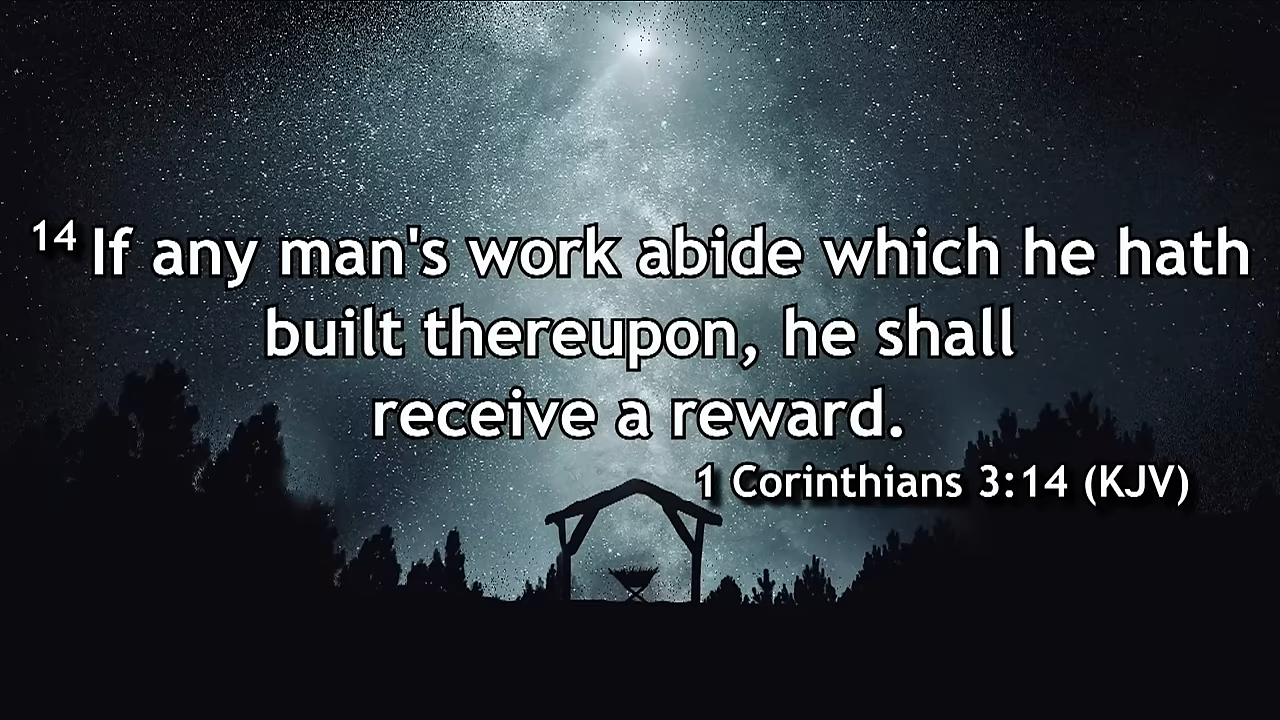 14 If any man's work abide which he hath
built thereupon, he shall
receive a reward.
1 Corinthians 3:14 (KJV)